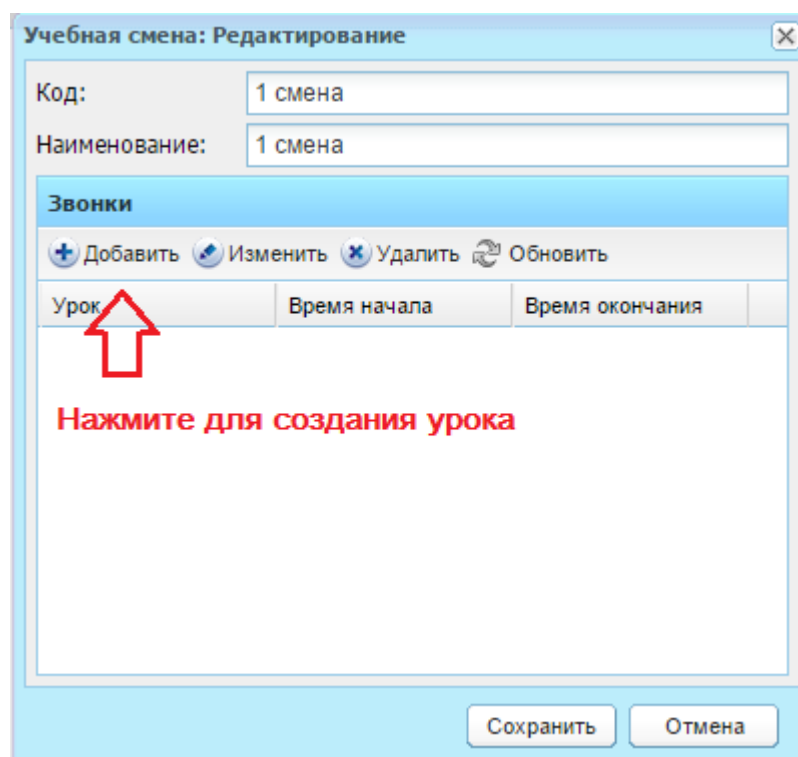 Учебная смена: Редактирование
Код: 1 смена
Наименование: 1 смена
Звонки
Добавить Изменить Удалить Обновить
Урок Время начала Время окончания
Нажмите для создания урока
Сохранить Отмена